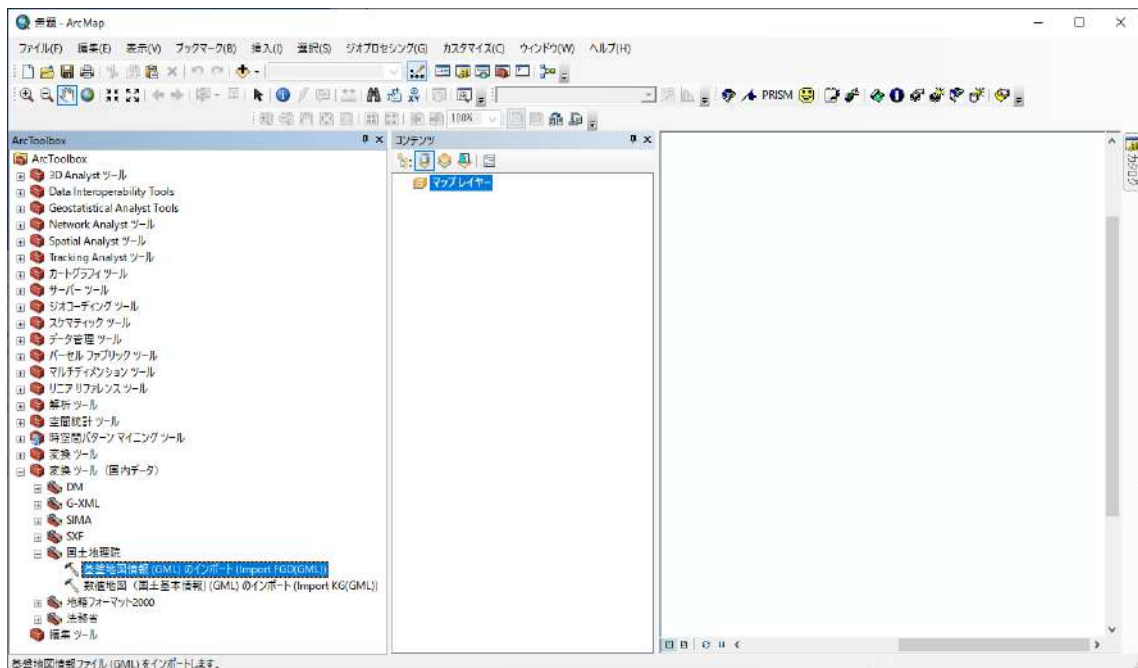 無題 - ArcMap
ファイル(F) 編集(E) 表示(V) ブックマーク(B) 挿入(I) 選択(S) ジオプロセシング(G) カスタマイズ(C) ウィンドウ(W) ヘルプ(H)
PRISM
100%
ArcToolbox
コンテンツ
カタログ
ArcToolbox
3D Analyst ツール
Data Interoperability Tools
Geostatistical Analyst Tools
Network Analyst ツール
Spatial Analyst ツール
Tracking Analyst ツール
カートグラフィ ツール
サーバー ツール
ジオコーディング ツール
スケマティック ツール
データ管理 ツール
パーセル ファブリック ツール
マルチディメンション ツール
リニア リファレンス ツール
解析 ツール
空間統計 ツール
時空間パターン マイニング ツール
変換 ツール
変換 ツール（国内データ）
DM
G-XML
SIMA
SXF
国土地理院
基盤地図情報 (GML) のインポート (Import FGD(GML))
数値地図（国土基本情報) (GML) のインポート (Import KG(GML))
地籍フォーマット2000
法務省
編集 ツール
マップ レイヤー
基盤地図情報ファイル (GML) をインポートします。